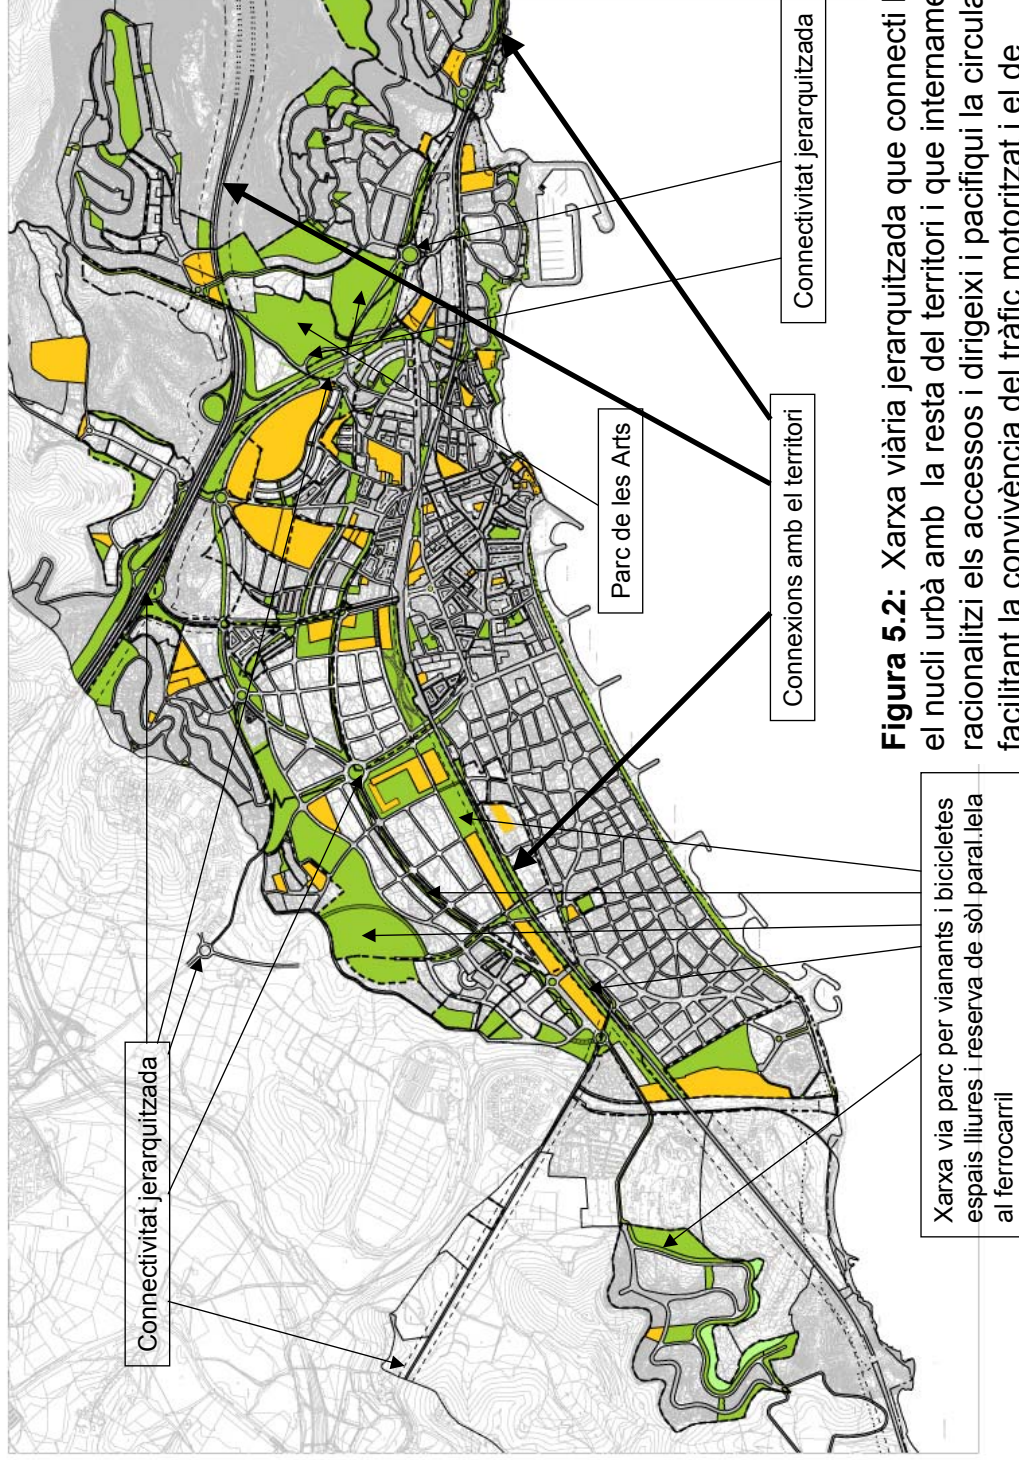 Connectivitat jerarquitzada
Connectivitat jerarquitzada
Parc de les Arts
Connexions amb el territori
Xarxa via parc per vianants i bicicletes
espais lliures i reserva de sòl paral.lela
al ferrocarril
Figura 5.2: Xarxa viària jerarquitzada que connecti
el nucli urbà amb la resta del territori i que
racionalitzi els accessos i dirigeixi i pacifiqui la
facilitant la convivència del tràfic motoritzat i el de